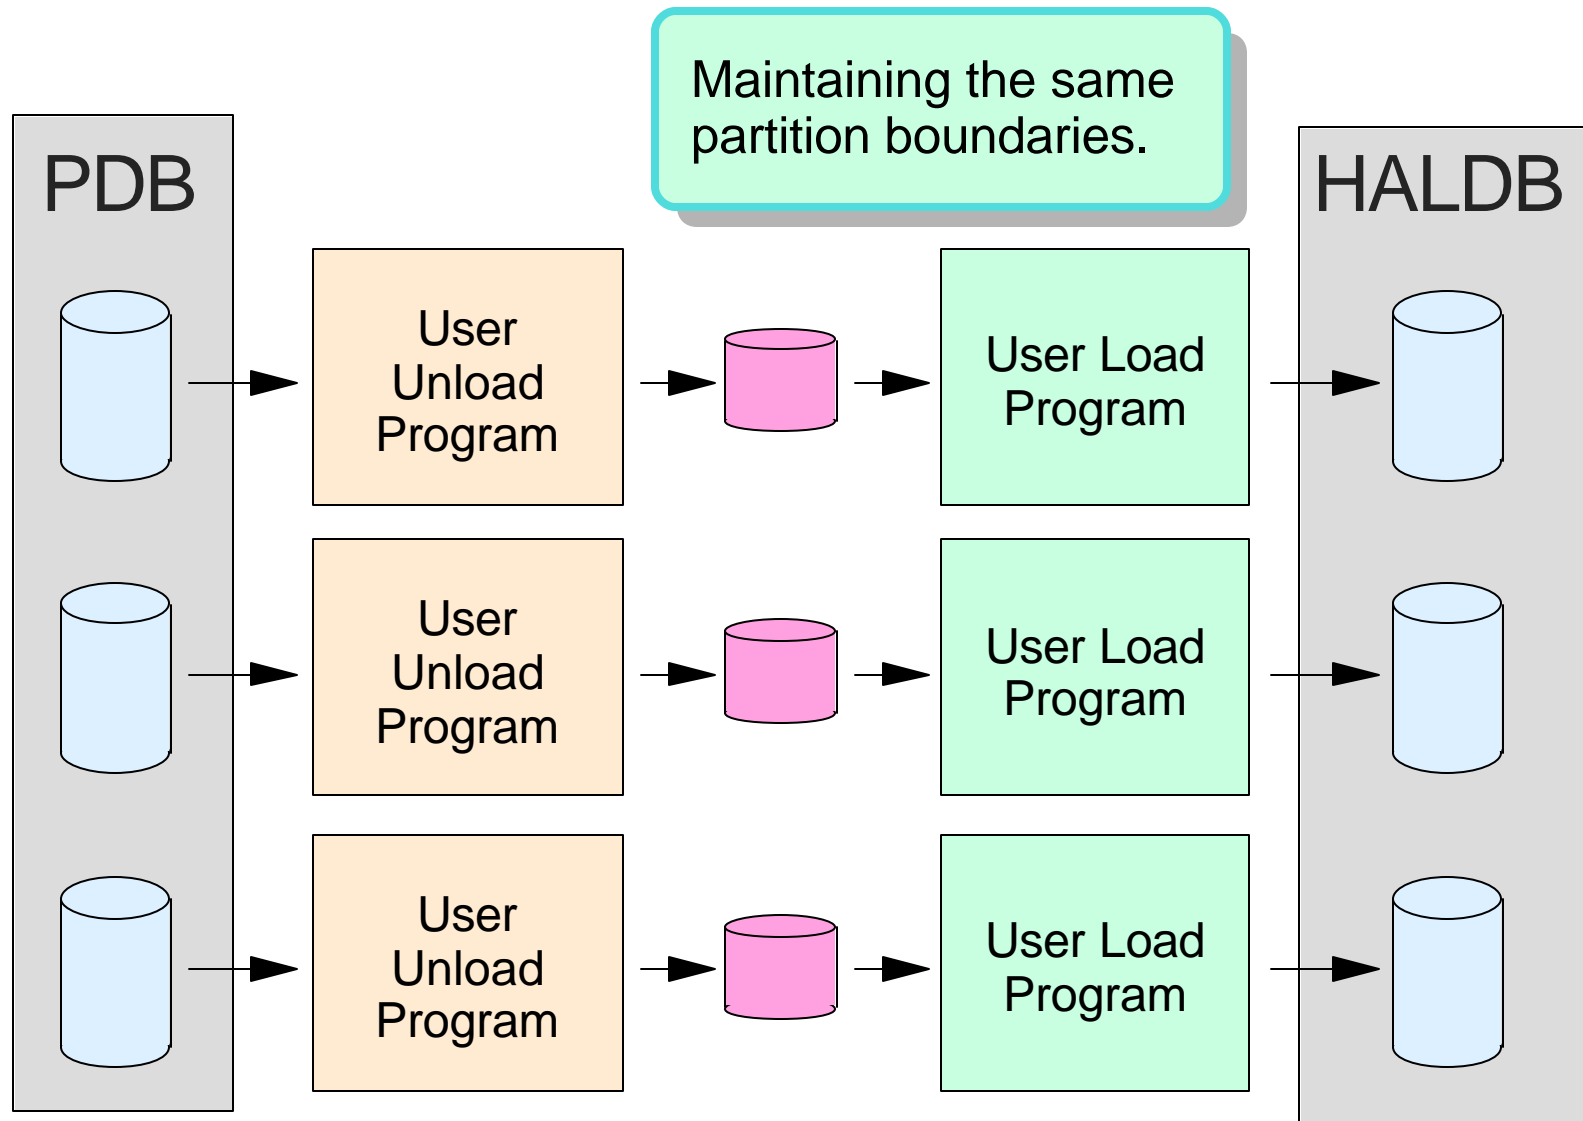 Maintaining the same
partition boundaries.
PDB
HALDB
User
Unload
Program
User Load
Program
User
Unload
Program
User Load
Program
User
Unload
Program
User Load
Program